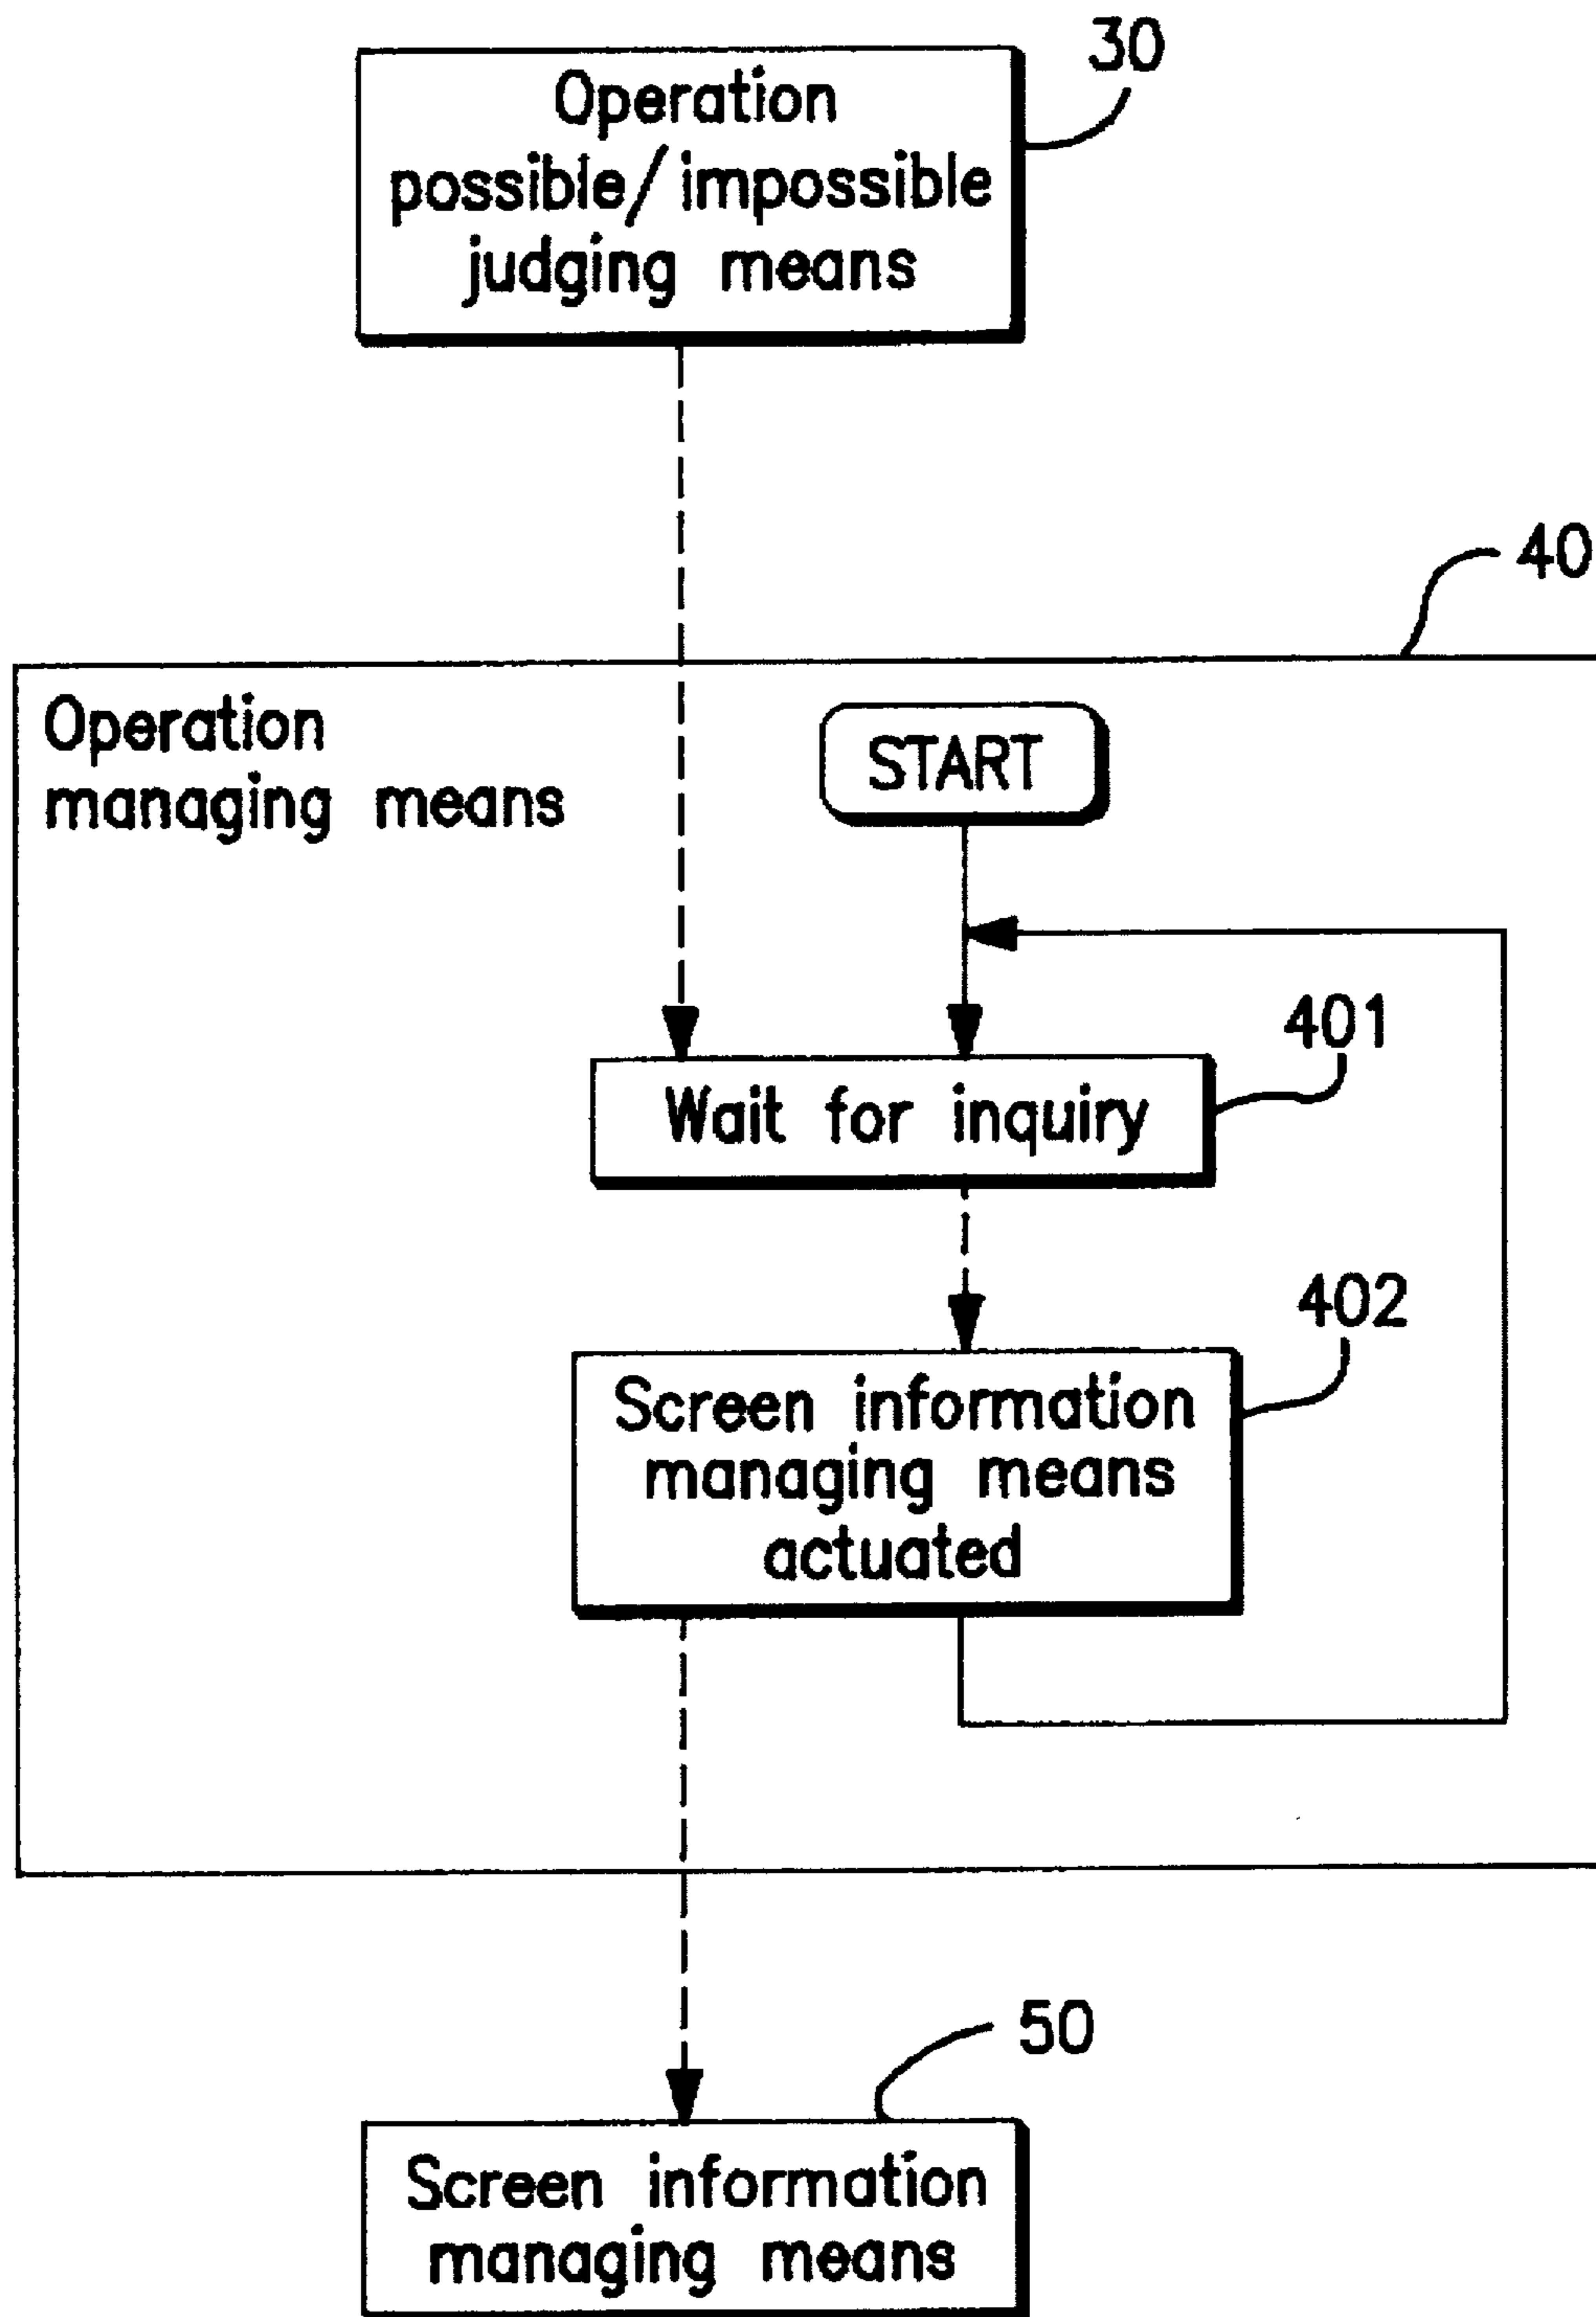 30
Operation
possible/impossible
judging means
40
Operation
managing means
START
401
Wait for inquiry
402
Screen information
managing means
actuated
50
Screen information
managing means